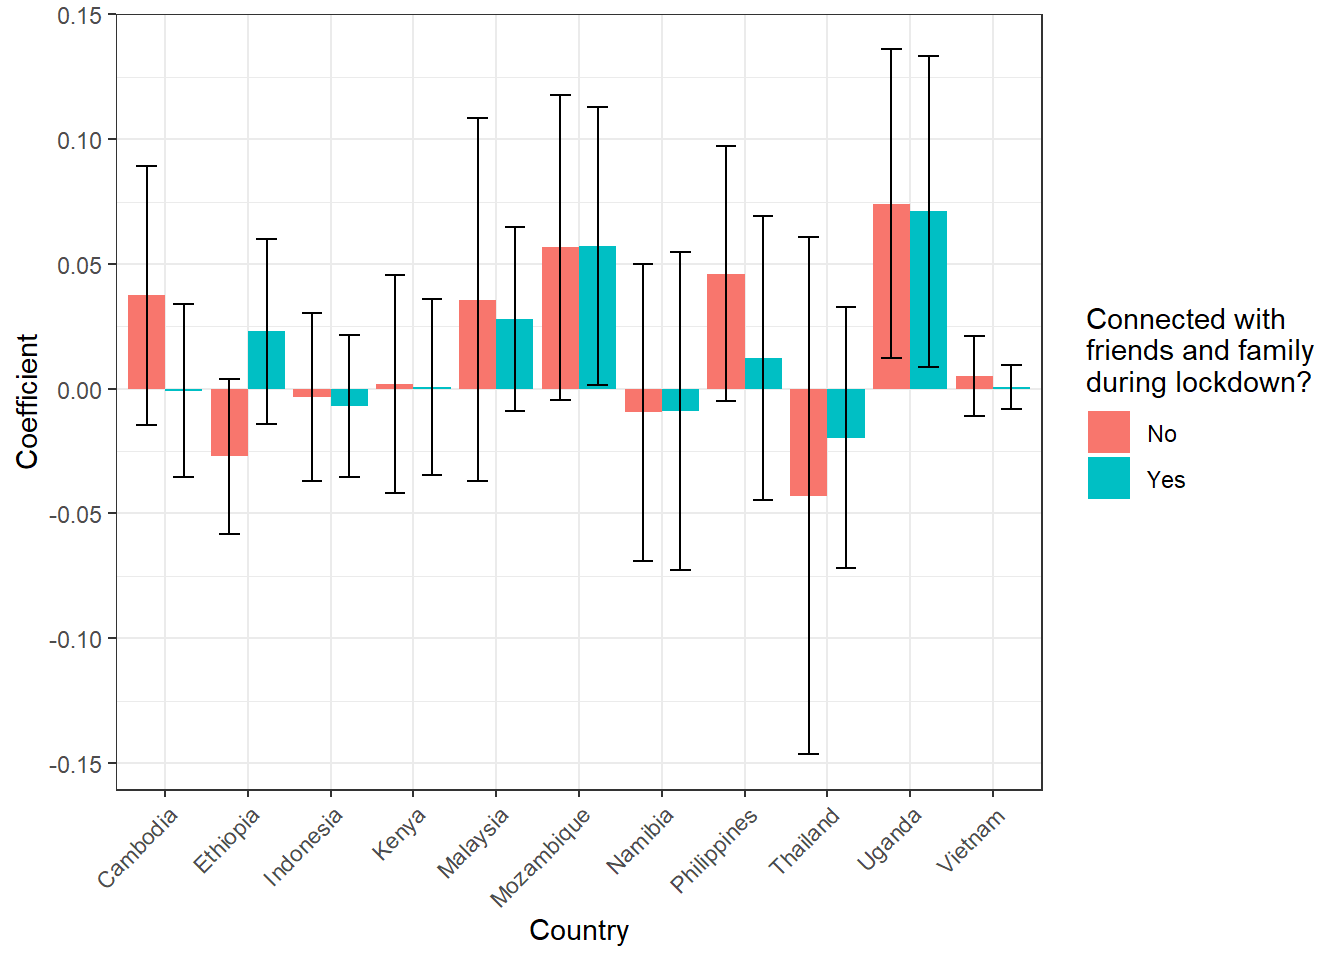 0.15
0.10
0.05
0.00
-0.05
-0.10
-0.15
Coefficient
Cambodia
Ethiopia
Indonesia
Kenya
Malaysia
Mozambique
Namibia
Philippines
Thailand
Uganda
Vietnam
Country
Connected with
friends and family
during lockdown?
No
Yes